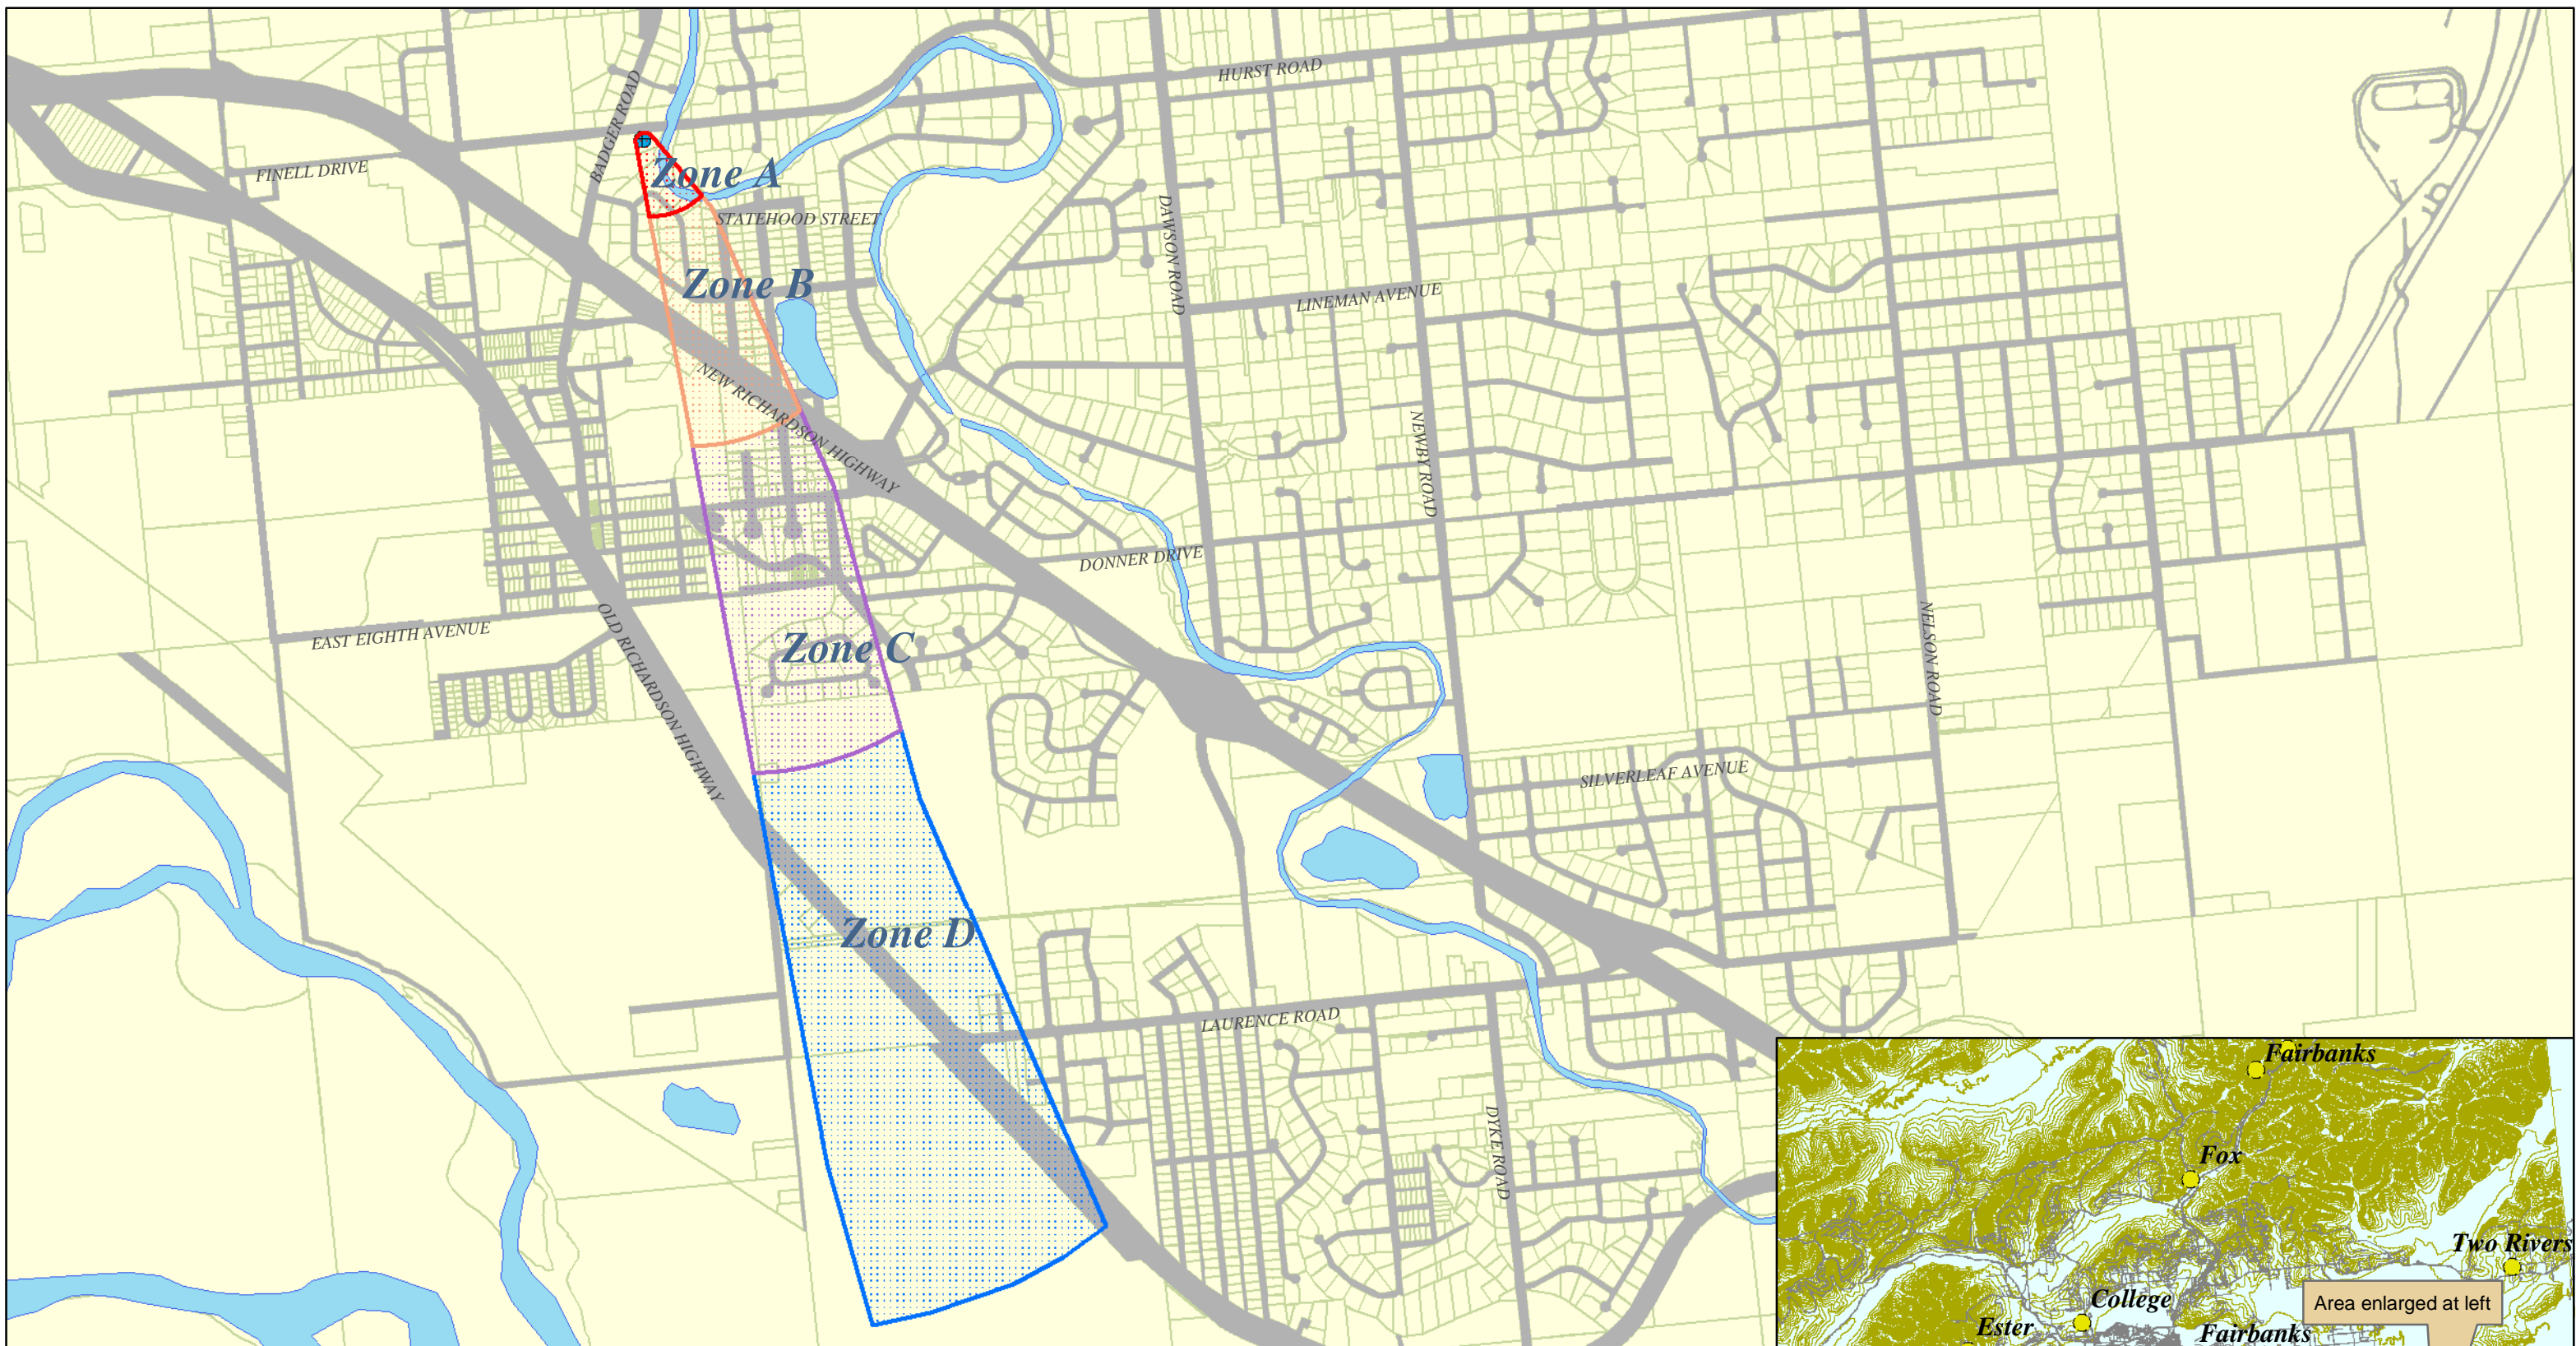 HURST ROAD
BADGER ROAD
FINELL DRIVE
Zone A
STATEHOOD STREET
DAWSON ROAD
Zone B
LINEMAN AVENUE
NEW RICHARDSON HIGHWAY
NEWBY ROAD
DONNER DRIVE
EAST EIGHTH AVENUE
OLD RICHARDSON HIGHWAY
Zone C
NELSON ROAD
SILVERLEAF AVENUE
Zone D
LAURENCE ROAD
DYKE ROAD
Fairbanks
Fox
Two Rivers
College
Area enlarged at left
Ester
Fairbanks